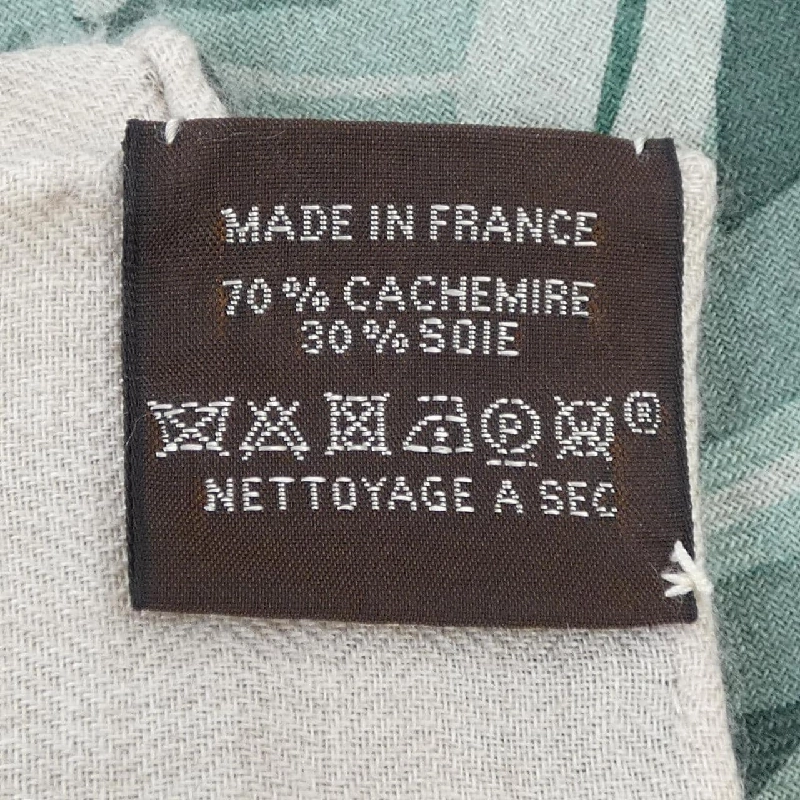 MADE IN FRANCE
70% CACHEMIRE
30% SOIE
P W ®
NETTOYAGE A SEC